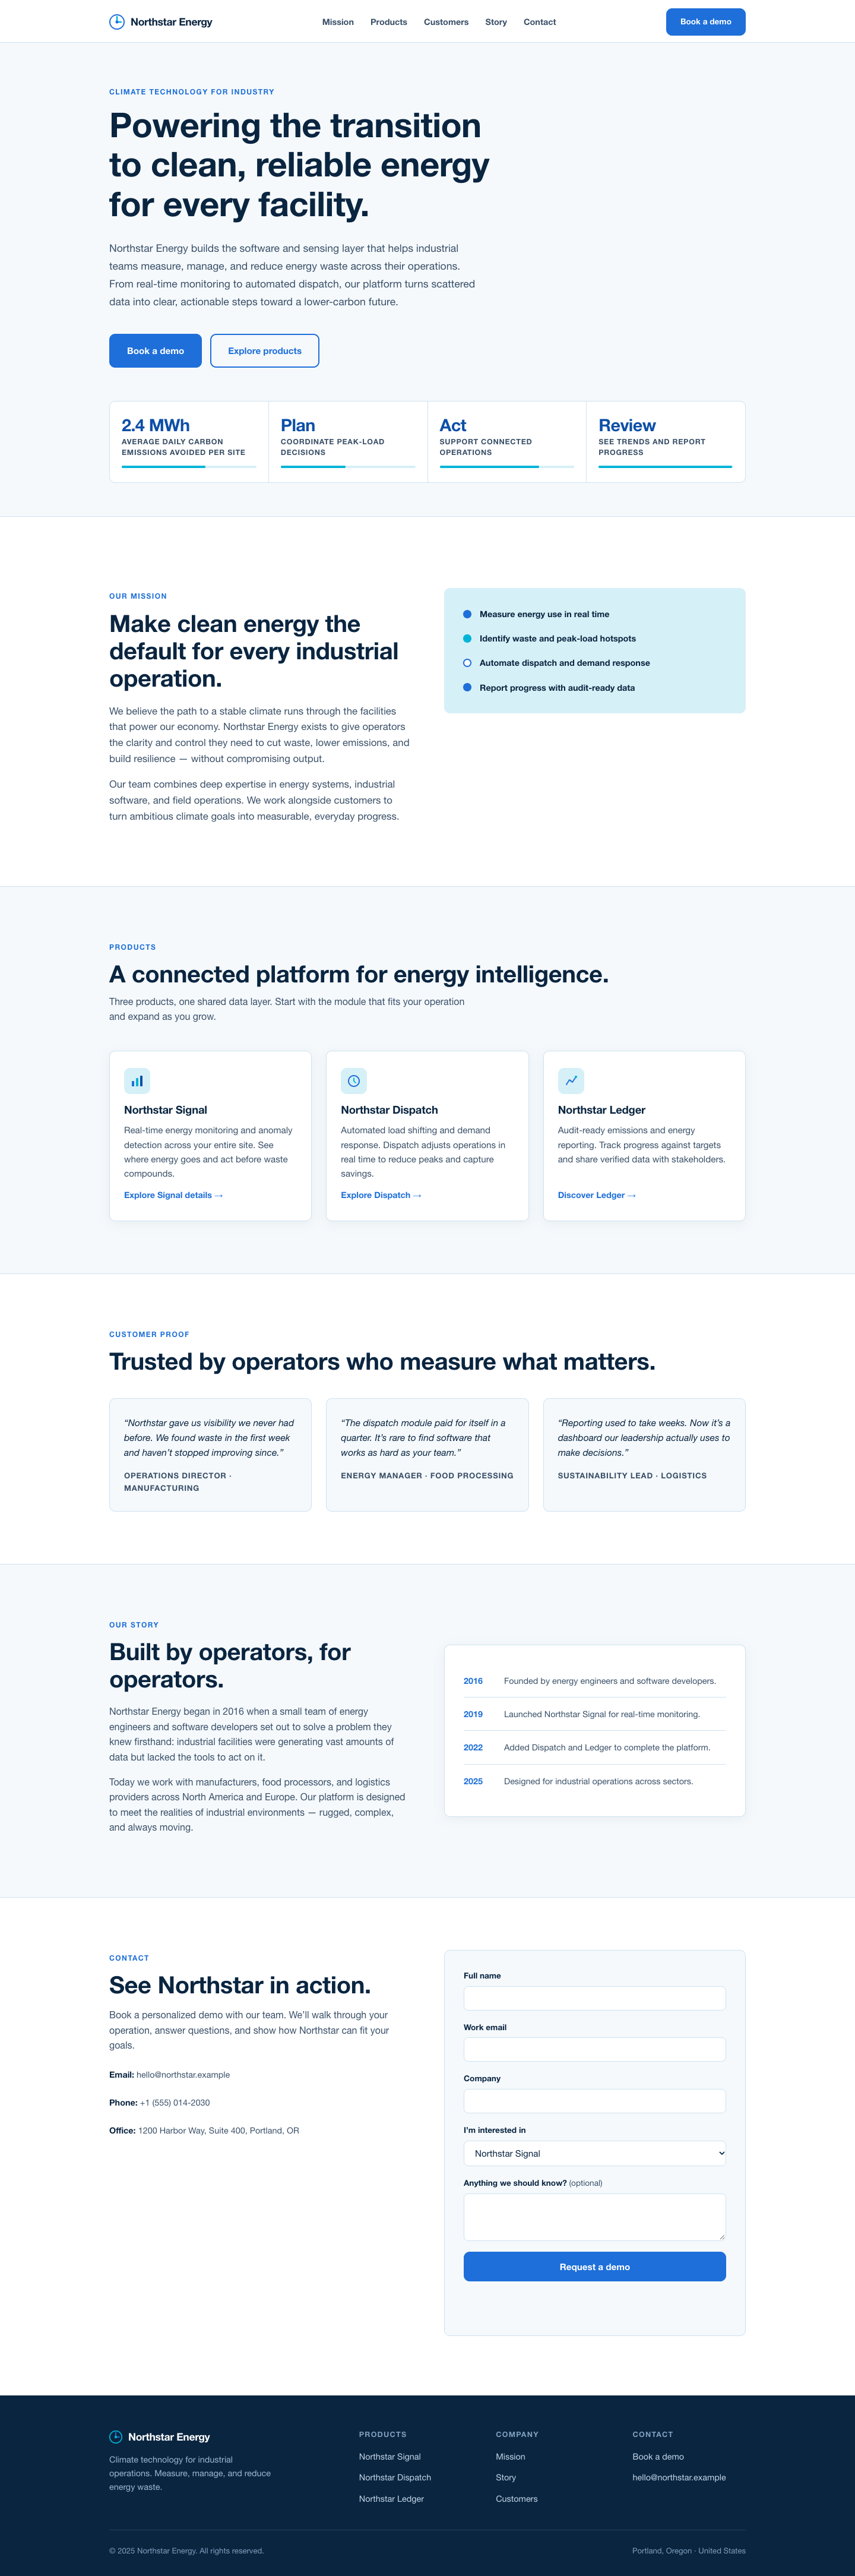 Northstar Energy
Mission
Products
Customers
Story
Contact
Book a demo
CLIMATE TECHNOLOGY FOR INDUSTRY
Powering the transition
to clean, reliable energy
for every facility.
Northstar Energy builds the software and sensing layer that helps industrial
teams measure, manage, and reduce energy waste across their operations.
From real-time monitoring to automated dispatch, our platform turns scattered
data into clear, actionable steps toward a lower-carbon future.
Book a demo
Explore products
2.4 MWh
AVERAGE DAILY CARBON
EMISSIONS AVOIDED PER SITE
Plan
COORDINATE PEAK-LOAD
DECISIONS
Act
SUPPORT CONNECTED
OPERATIONS
Review
SEE TRENDS AND REPORT
PROGRESS
OUR MISSION
Make clean energy the
default for every industrial
operation.
We believe the path to a stable climate runs through the facilities
that power our economy. Northstar Energy exists to give operators
the clarity and control they need to cut waste, lower emissions, and
build resilience — without compromising output.
Our team combines deep expertise in energy systems, industrial
software, and field operations. We work alongside customers to
turn ambitious climate goals into measurable, everyday progress.
Measure energy use in real time
Identify waste and peak-load hotspots
Automate dispatch and demand response
Report progress with audit-ready data
PRODUCTS
A connected platform for energy intelligence.
Three products, one shared data layer. Start with the module that fits your operation
and expand as you grow.
Northstar Signal
Real-time energy monitoring and anomaly
detection across your entire site. See
where energy goes and act before waste
compounds.
Explore Signal details →
Northstar Dispatch
Automated load shifting and demand
response. Dispatch adjusts operations in
real time to reduce peaks and capture
savings.
Explore Dispatch →
Northstar Ledger
Audit-ready emissions and energy
reporting. Track progress against targets
and share verified data with stakeholders.
Discover Ledger →
CUSTOMER PROOF
Trusted by operators who measure what matters.
“Northstar gave us visibility we never had
before. We found waste in the first week
and haven’t stopped improving since.”
OPERATIONS DIRECTOR ·
MANUFACTURING
“The dispatch module paid for itself in a
quarter. It’s rare to find software that
works as hard as your team.”
ENERGY MANAGER · FOOD PROCESSING
“Reporting used to take weeks. Now it’s a
dashboard our leadership actually uses to
make decisions.”
SUSTAINABILITY LEAD · LOGISTICS
OUR STORY
Built by operators, for
operators.
Northstar Energy began in 2016 when a small team of energy
engineers and software developers set out to solve a problem they
knew firsthand: industrial facilities were generating vast amounts of
data but lacked the tools to act on it.
Today we work with manufacturers, food processors, and logistics
providers across North America and Europe. Our platform is designed
to meet the realities of industrial environments — rugged, complex,
and always moving.
2016 Founded by energy engineers and software developers.
2019 Launched Northstar Signal for real-time monitoring.
2022 Added Dispatch and Ledger to complete the platform.
2025 Designed for industrial operations across sectors.
CONTACT
See Northstar in action.
Book a personalized demo with our team. We’ll walk through your
operation, answer questions, and show how Northstar can fit your
goals.
Email: hello@northstar.example
Phone: +1 (555) 014-2030
Office: 1200 Harbor Way, Suite 400, Portland, OR
Full name
Work email
Company
I’m interested in
Northstar Signal
Anything we should know? (optional)
Request a demo
Northstar Energy
Climate technology for industrial
operations. Measure, manage, and reduce
energy waste.
PRODUCTS
Northstar Signal
Northstar Dispatch
Northstar Ledger
COMPANY
Mission
Story
Customers
CONTACT
Book a demo
hello@northstar.example
© 2025 Northstar Energy. All rights reserved.
Portland, Oregon · United States